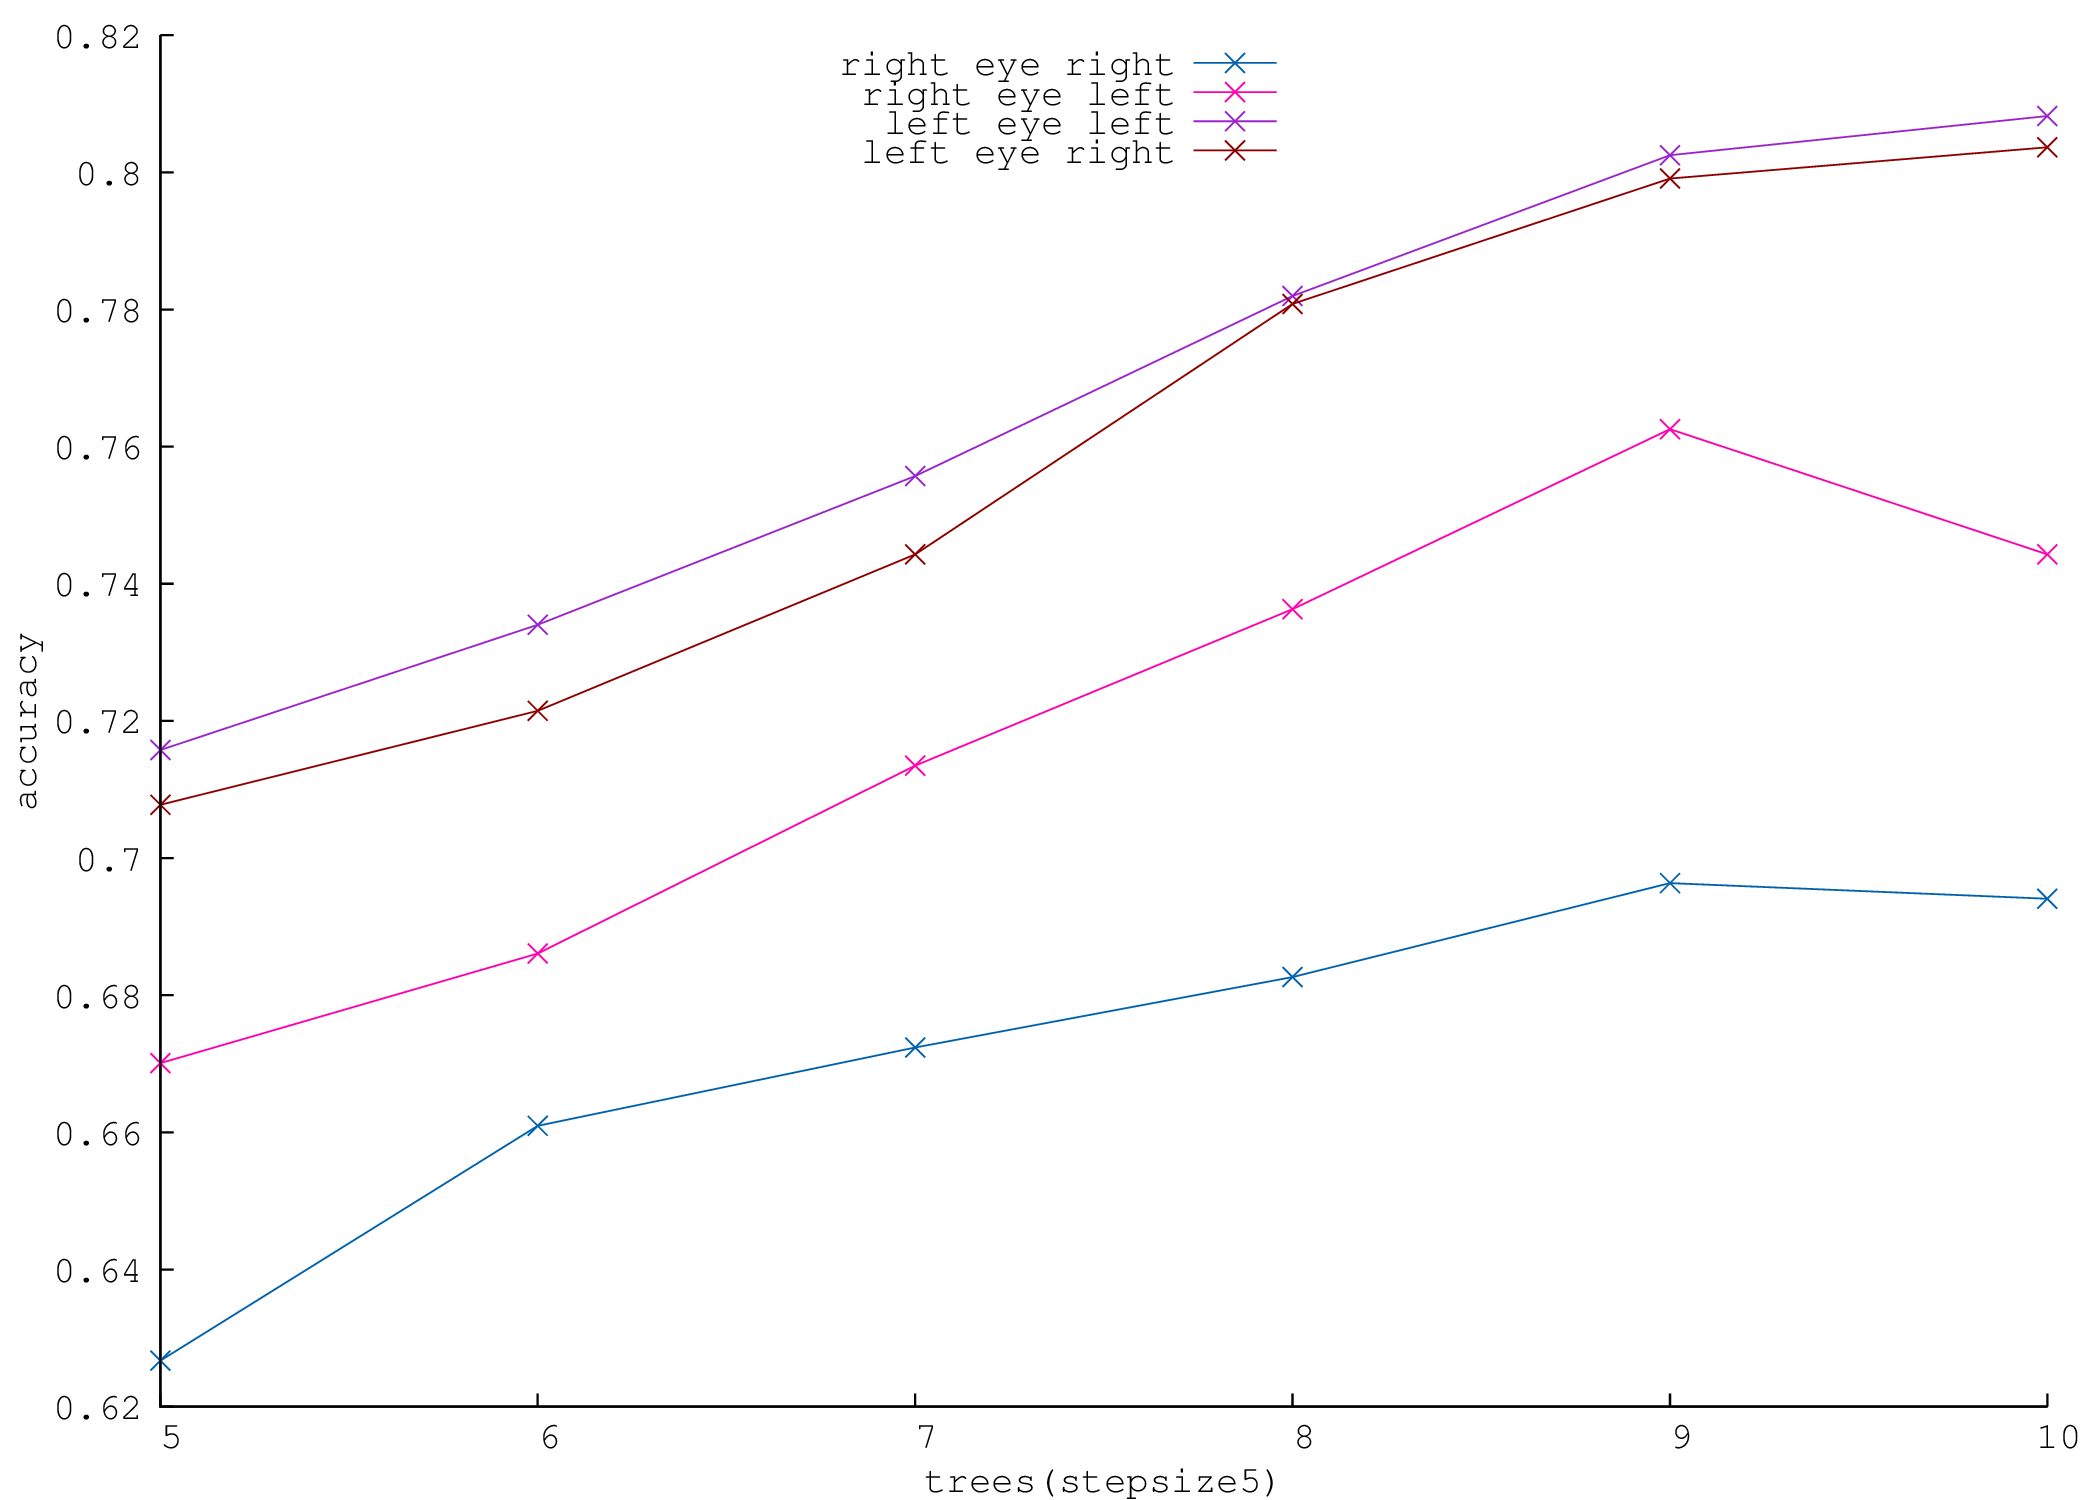 right eye right
right eye left
left eye left
left eye right
0.82
0.8
0.78
0.76
0.74
0.72
0.7
0.68
0.66
0.64
0.62
accuracy
5 6 7 8 9 10
trees(stepsize5)